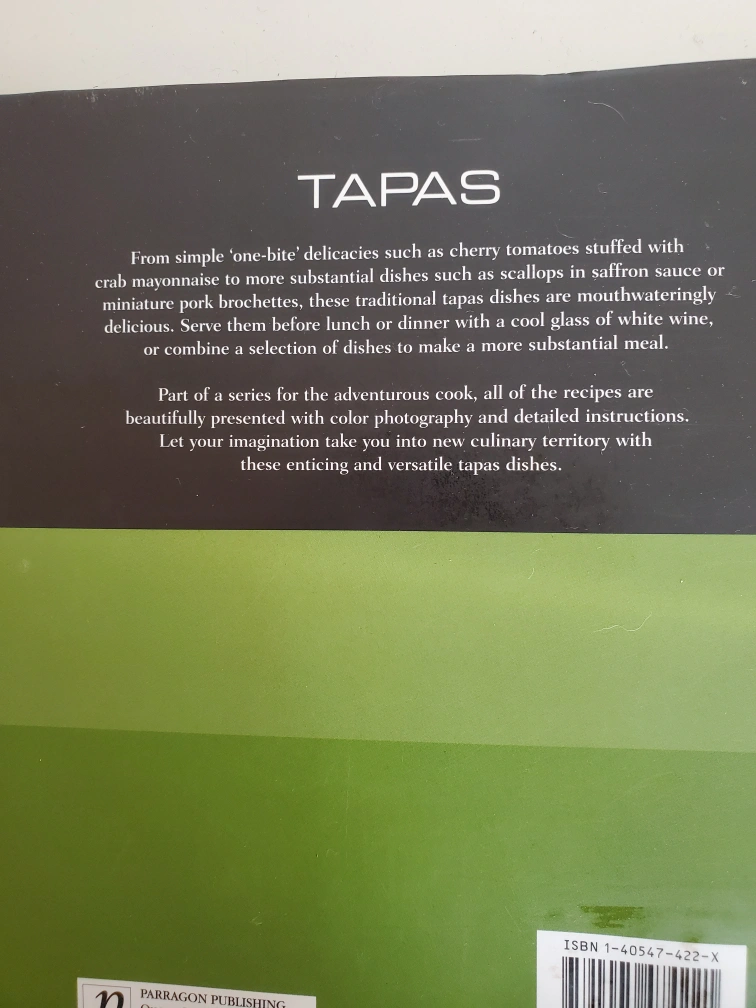 TAPAS
From simple ‘one-bite’ delicacies such as cherry tomatoes stuffed with
crab mayonnaise to more substantial dishes such as scallops in saffron sauce or
miniature pork brochettes, these traditional tapas dishes are mouthwateringly
delicious. Serve them before lunch or dinner with a cool glass of white wine,
or combine a selection of dishes to make a more substantial meal.
Part of a series for the adventurous cook, all of the recipes are
beautifully presented with color photography and detailed instructions.
Let your imagination take you into new culinary territory with
these enticing and versatile tapas dishes.
ISBN 1-40547-422-X
p
PARRAGON PUBLISHING